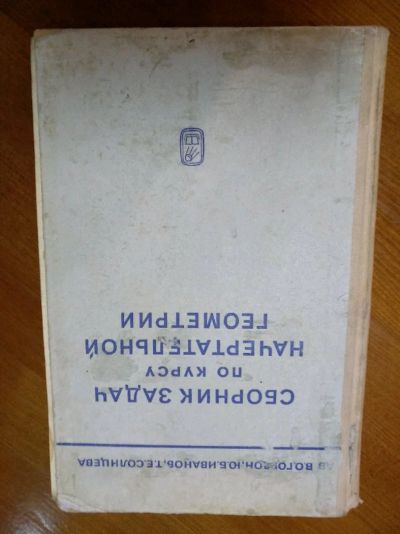 В.О.ГОРДОН, Ю.Б.ИВАНОВ, Т.Е.СОЛНЦЕВА
СБОРНИК ЗАДАЧ
ПО КУРСУ
НАЧЕРТАТЕЛЬНОЙ
ГЕОМЕТРИИ